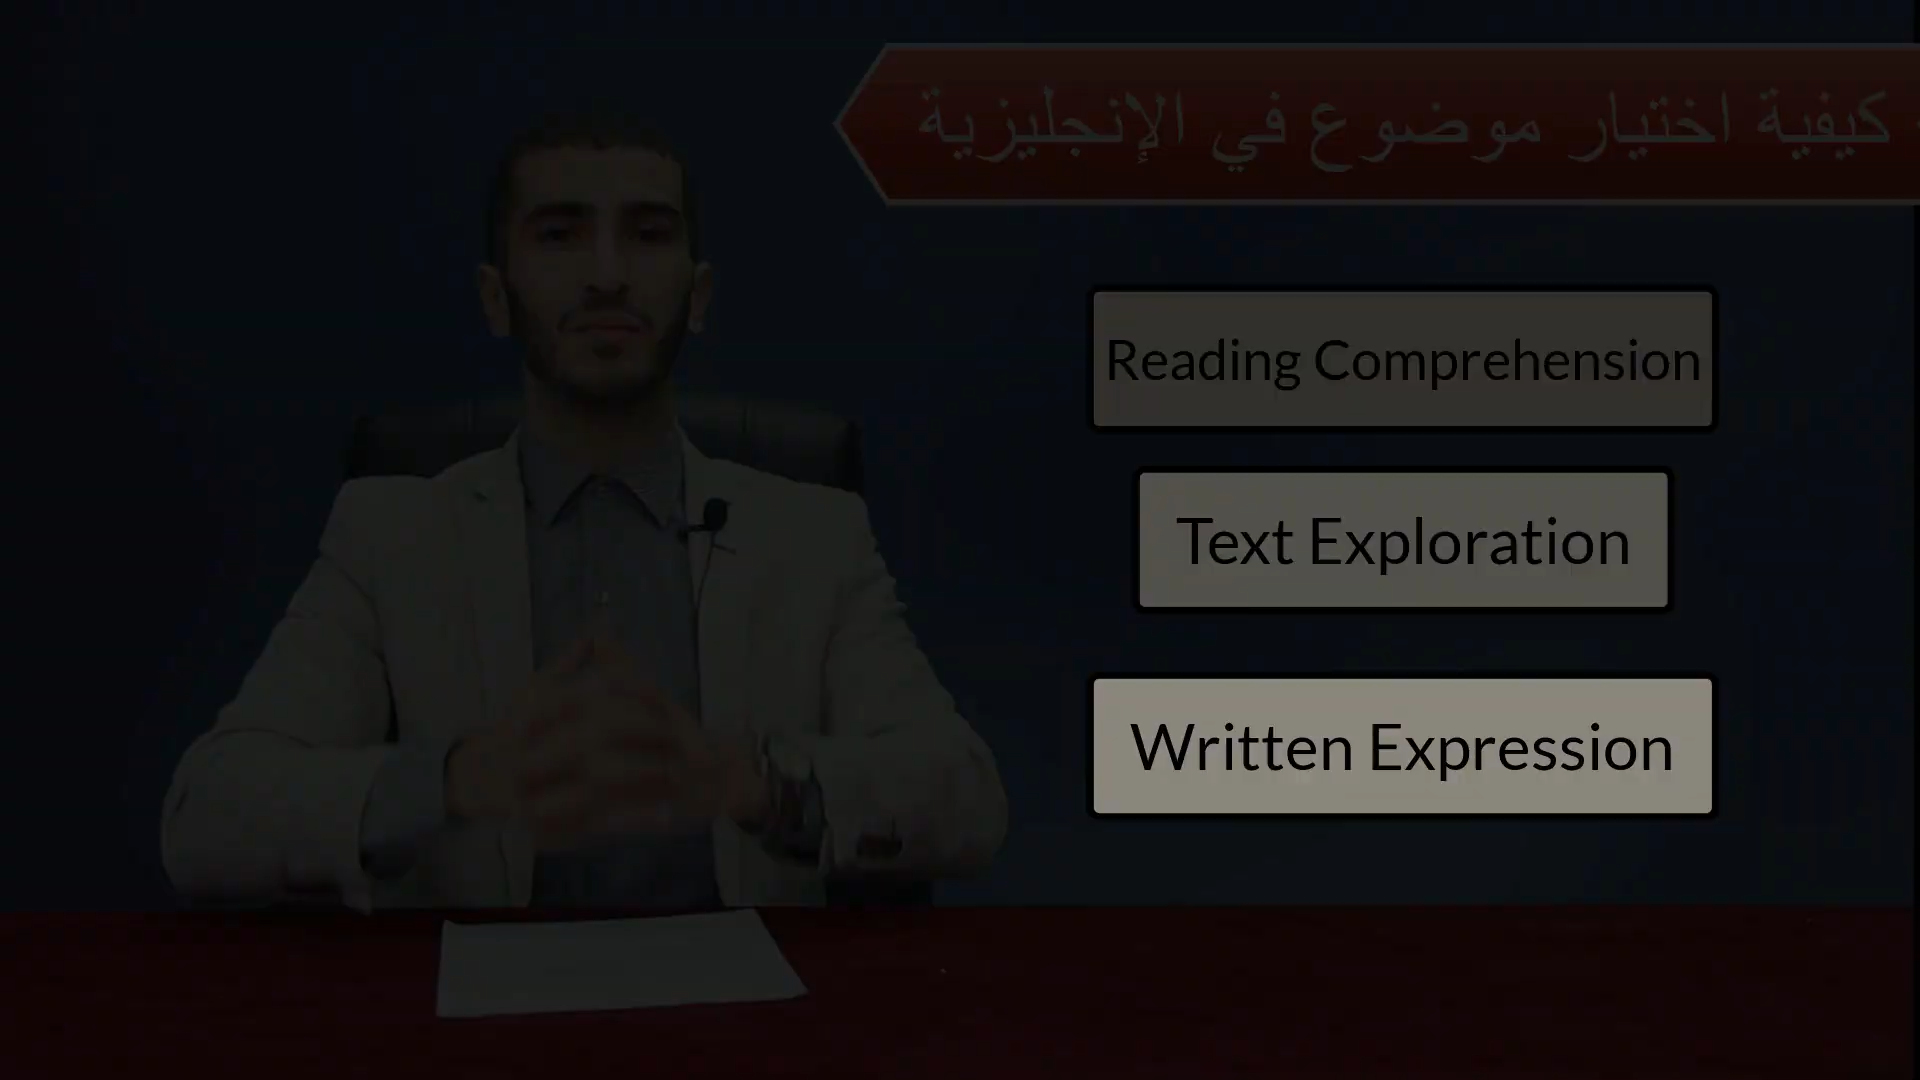 كيفية اختيار موضوع في الإنجليزية
Reading Comprehension
Text Exploration
Written Expression